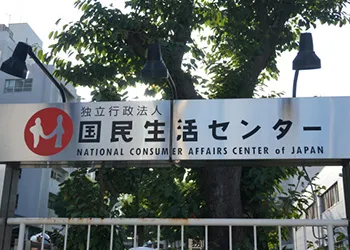 独立行政法人
国民生活センター
NATIONAL CONSUMER AFFAIRS CENTER of JAPAN